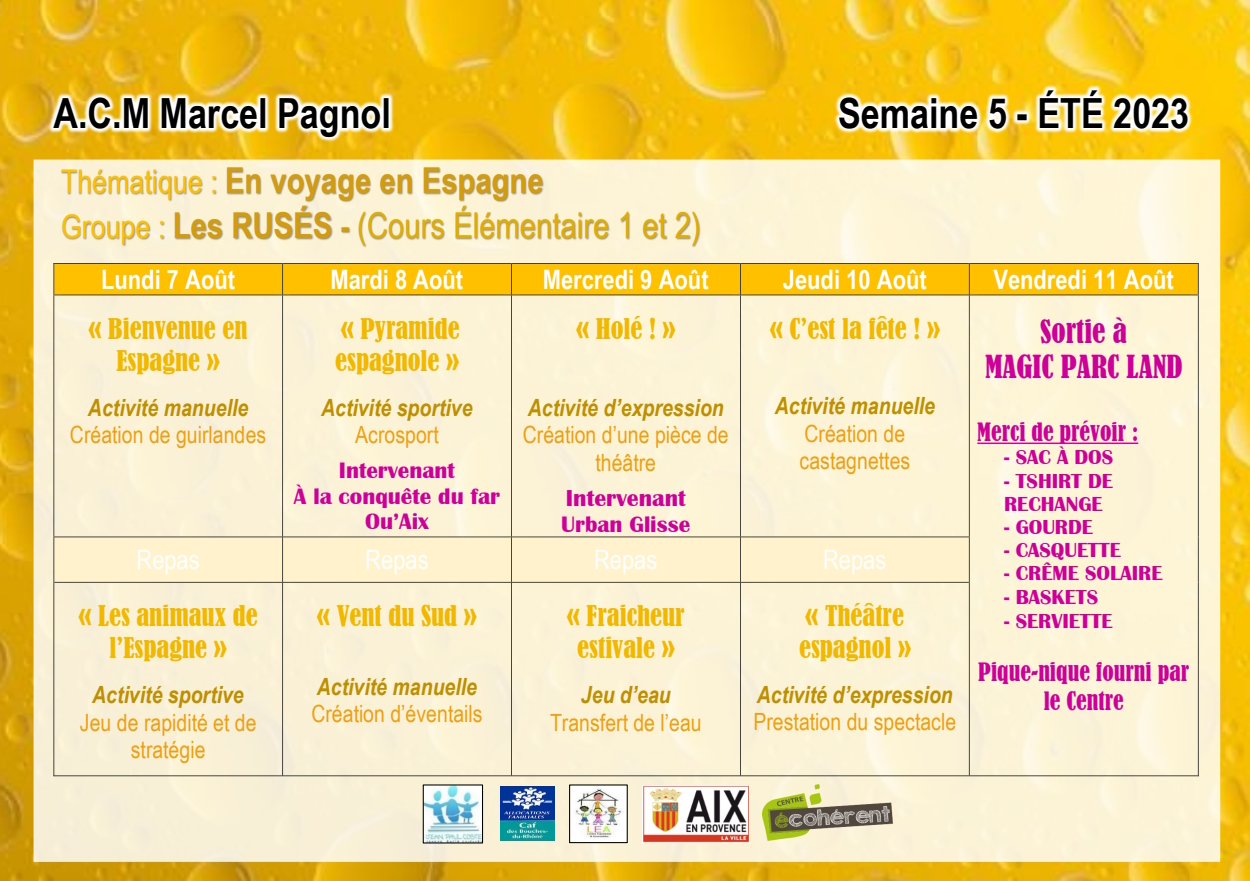 A.C.M Marcel Pagnol
Semaine 5 - ÉTÉ 2023
Thématique : En voyage en Espagne
Groupe : Les RUSÉS - (Cours Élémentaire 1 et 2)
Lundi 7 Août
Mardi 8 Août
Mercredi 9 Août
Jeudi 10 Août
Vendredi 11 Août
« Bienvenue en
Espagne »
Activité manuelle
Création de guirlandes
« Pyramide
espagnole »
Activité sportive
Acrosport
Intervenant
À la conquête du far
Ou'Aix
« Holé ! »
Activité d'expression
Création d'une pièce de
théâtre
Intervenant
Urban Glisse
« C'est la fête ! »
Activité manuelle
Création de
castagnettes
Sortie à
MAGIC PARC LAND
Merci de prévoir :
- SAC À DOS
- TSHIRT DE
RECHANGE
- GOURDE
- CASQUETTE
- CRÊME SOLAIRE
- BASKETS
- SERVIETTE
Pique-nique fourni par
le Centre
Repas
Repas
Repas
Repas
« Les animaux de
l'Espagne »
Activité sportive
Jeu de rapidité et de
stratégie
« Vent du Sud »
Activité manuelle
Création d'éventails
« Fraicheur
estivale »
Jeu d'eau
Transfert de l'eau
« Théâtre
espagnol »
Activité d'expression
Prestation du spectacle
JEAN PAUL COSTE
ALLOCATIONS
FAMILIALES
Caf
des Bouches-
du-Rhône
LEA
AIX
EN PROVENCE
LA VILLE
CENTRE
écohérent